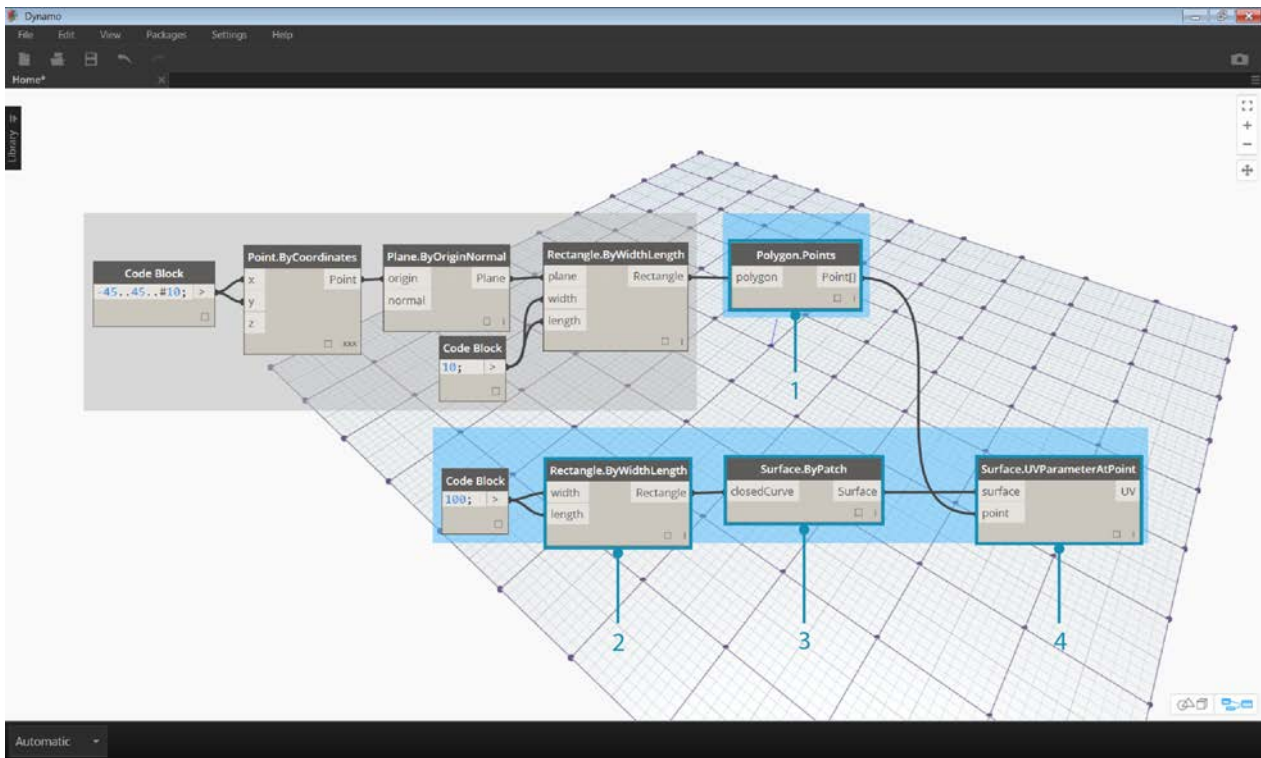 Dynamo
File Edit View Packages Settings Help
Home*
Library
Code Block
-45..45..#10; >
Point.ByCoordinates
x Point
y
z
xxx
Plane.ByOriginNormal
origin Plane
normal
Code Block
10; >
Rectangle.ByWidthLength
plane Rectangle
width
length
Polygon.Points
polygon Point[]
1
Code Block
100; >
Rectangle.ByWidthLength
width Rectangle
length
Surface.ByPatch
closedCurve Surface
Surface.UVParameterAtPoint
surface UV
point
2
3
4
Automatic